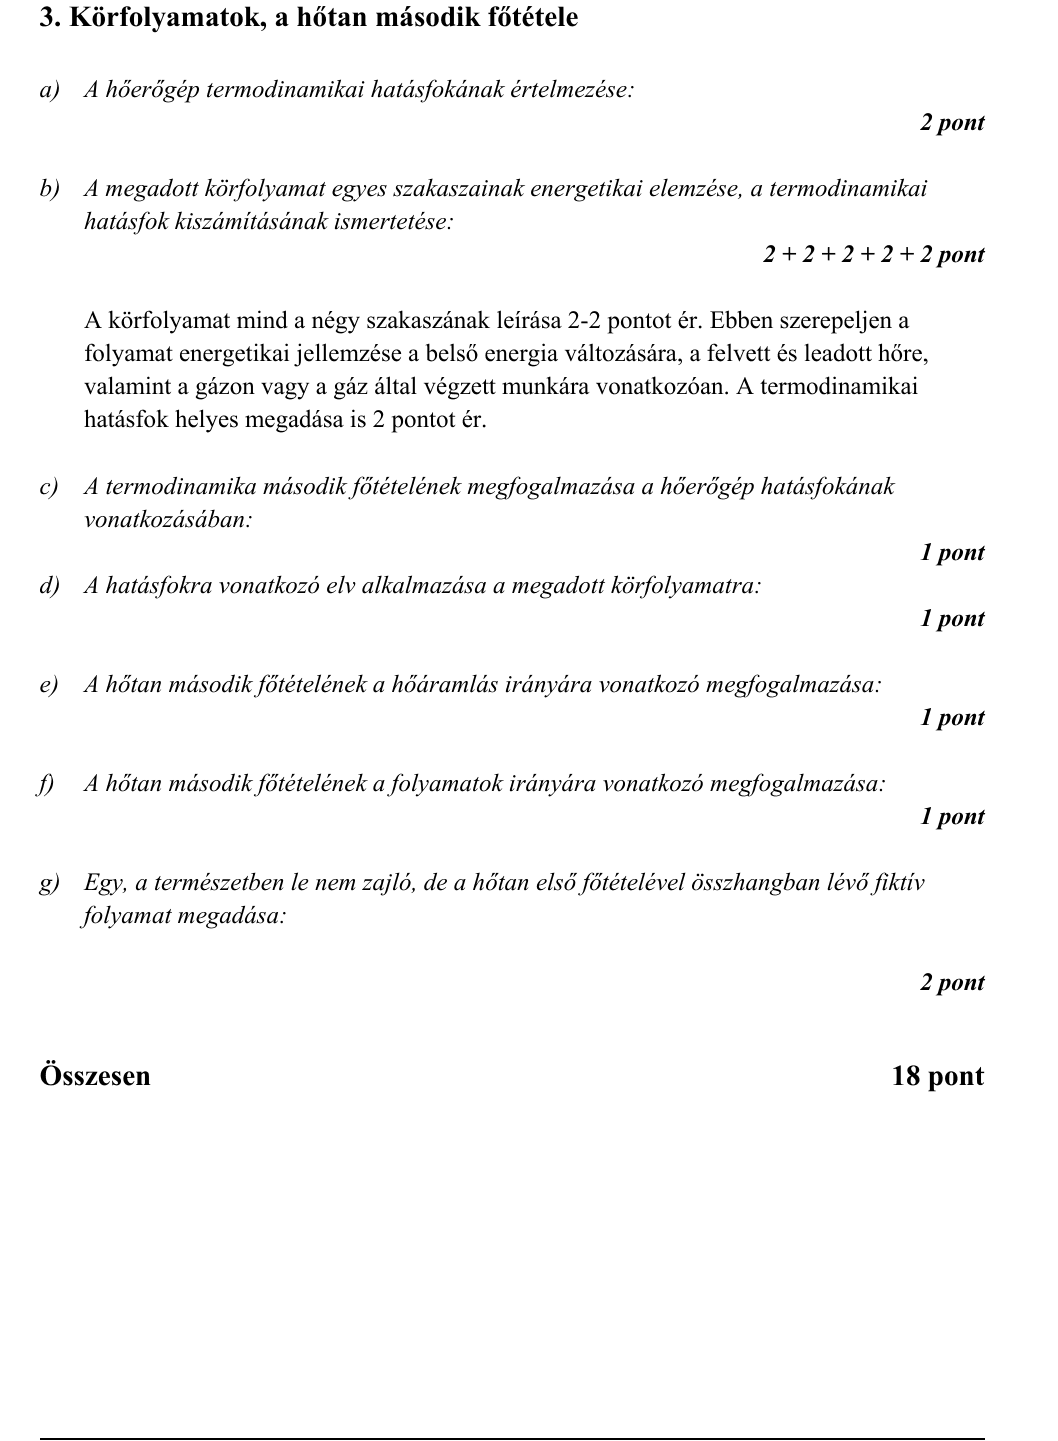 3. Körfolyamatok, a hőtan második főtétele
a) A hőerőgép termodinamikai hatásfokának értelmezése:
2 pont
b) A megadott körfolyamat egyes szakaszainak energetikai elemzése, a termodinamikai
hatásfok kiszámításának ismertetése:
2 + 2 + 2 + 2 + 2 pont
A körfolyamat mind a négy szakaszának leírása 2-2 pontot ér. Ebben szerepeljen a
folyamat energetikai jellemzése a belső energia változására, a felvett és leadott hőre,
valamint a gázon vagy a gáz által végzett munkára vonatkozóan. A termodinamikai
hatásfok helyes megadása is 2 pontot ér.
c) A termodinamika második főtételének megfogalmazása a hőerőgép hatásfokának
vonatkozásában:
1 pont
d) A hatásfokra vonatkozó elv alkalmazása a megadott körfolyamatra:
1 pont
e) A hőtan második főtételének a hőáramlás irányára vonatkozó megfogalmazása:
1 pont
f) A hőtan második főtételének a folyamatok irányára vonatkozó megfogalmazása:
1 pont
g) Egy, a természetben le nem zajló, de a hőtan első főtételével összhangban lévő fiktív
folyamat megadása:
2 pont
Összesen 18 pont